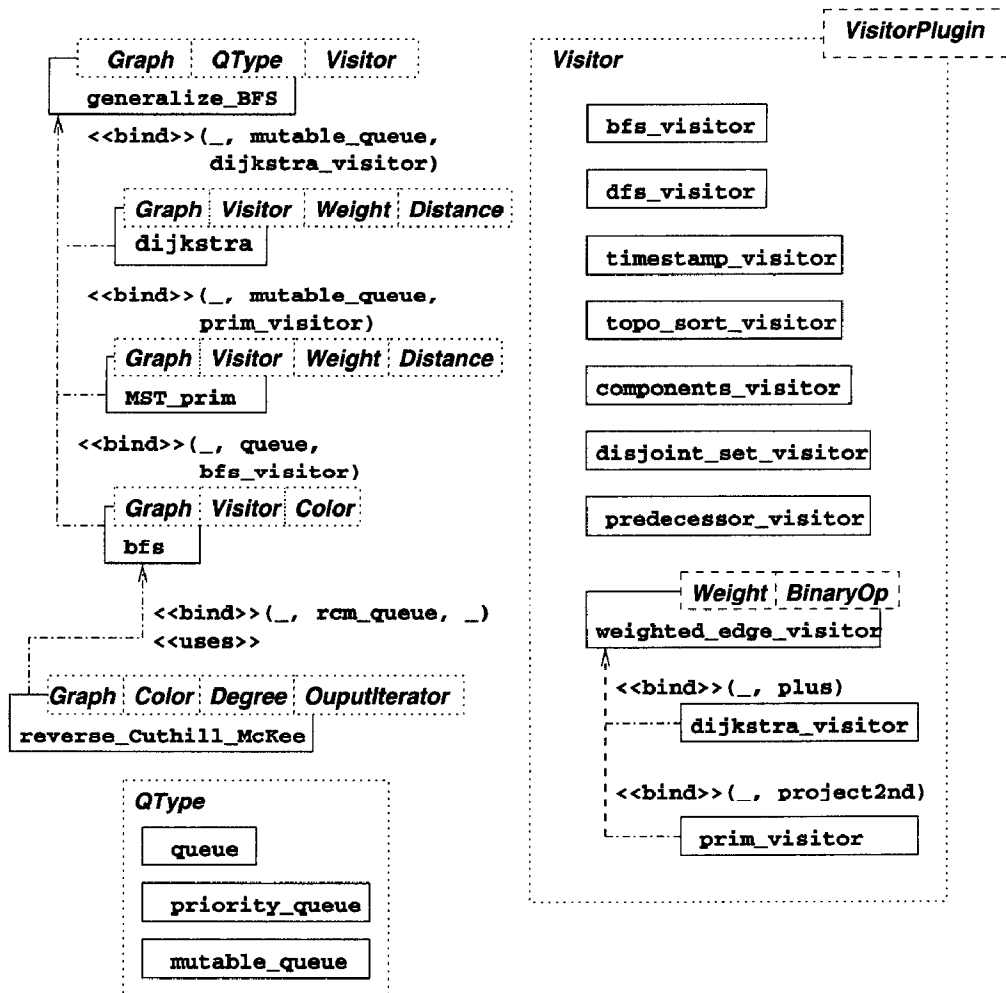 Graph QType Visitor
generalize_BFS
<<bind>>(_, mutable_queue,
dijkstra_visitor)
Graph Visitor Weight Distance
dijkstra
<<bind>>(_, mutable_queue,
prim_visitor)
Graph Visitor Weight Distance
MST_prim
<<bind>>(_, queue,
bfs_visitor)
Graph Visitor Color
bfs
<<bind>>(_, rcm_queue, _)
<<uses>>
Graph Color Degree OuputIterator
reverse_Cuthill_McKee
QType
queue
priority_queue
mutable_queue
VisitorPlugin
Visitor
bfs_visitor
dfs_visitor
timestamp_visitor
topo_sort_visitor
components_visitor
disjoint_set_visitor
predecessor_visitor
Weight BinaryOp
weighted_edge_visitor
<<bind>>(_, plus)
dijkstra_visitor
<<bind>>(_, project2nd)
prim_visitor